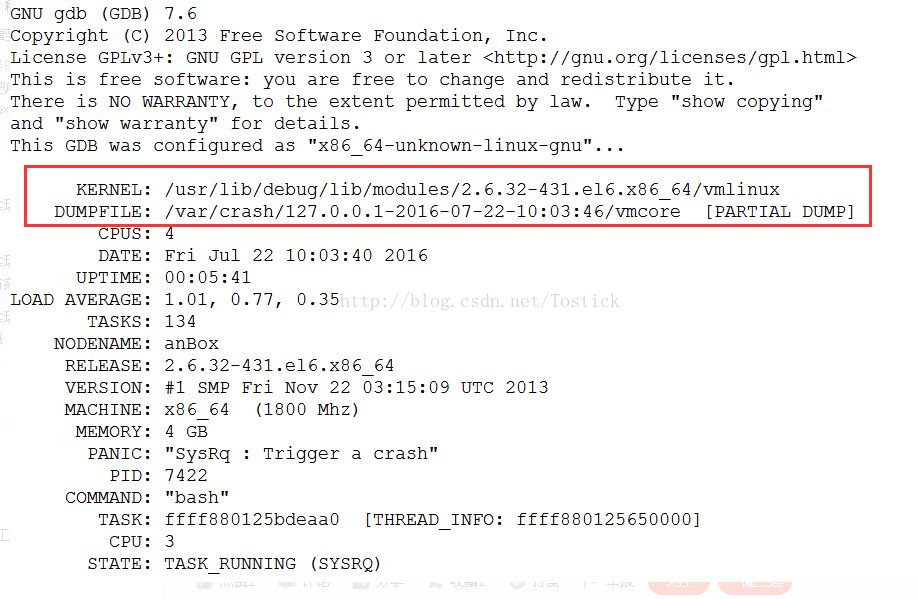 GNU gdb (GDB) 7.6
Copyright (C) 2013 Free Software Foundation, Inc.
License GPLv3+: GNU GPL version 3 or later <http://gnu.org/licenses/gpl.html>
This is free software: you are free to change and redistribute it.
There is NO WARRANTY, to the extent permitted by law.  Type "show copying"
and "show warranty" for details.
This GDB was configured as "x86_64-unknown-linux-gnu"...
KERNEL: /usr/lib/debug/lib/modules/2.6.32-431.el6.x86_64/vmlinux
DUMPFILE: /var/crash/127.0.0.1-2016-07-22-10:03:46/vmcore  [PARTIAL DUMP]
CPUS: 4
DATE: Fri Jul 22 10:03:40 2016
UPTIME: 00:05:41
LOAD AVERAGE: 1.01, 0.77, 0.35
http://blog.csdn.net/Tostick
TASKS: 134
NODENAME: anBox
RELEASE: 2.6.32-431.el6.x86_64
VERSION: #1 SMP Fri Nov 22 03:15:09 UTC 2013
MACHINE: x86_64  (1800 Mhz)
MEMORY: 4 GB
PANIC: "SysRq : Trigger a crash"
PID: 7422
COMMAND: "bash"
TASK: ffff880125bdeaa0  [THREAD_INFO: ffff880125650000]
CPU: 3
STATE: TASK_RUNNING (SYSRQ)